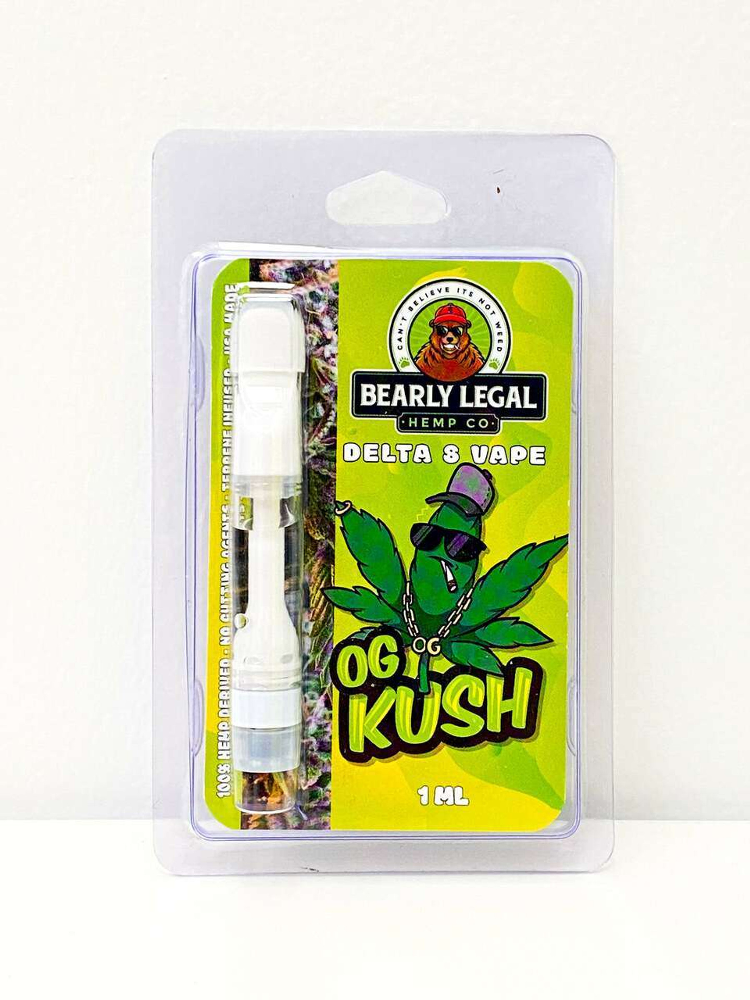 CAN'T BELIEVE ITS NOT WEED
BEARLY LEGAL
·HEMP CO·
DELTA 8 VAPE
OG
OG
KUSH
1 ML
100% HEMP DERIVED - NO CUTTING AGENTS - TERPENE INFUSED - USA MADE